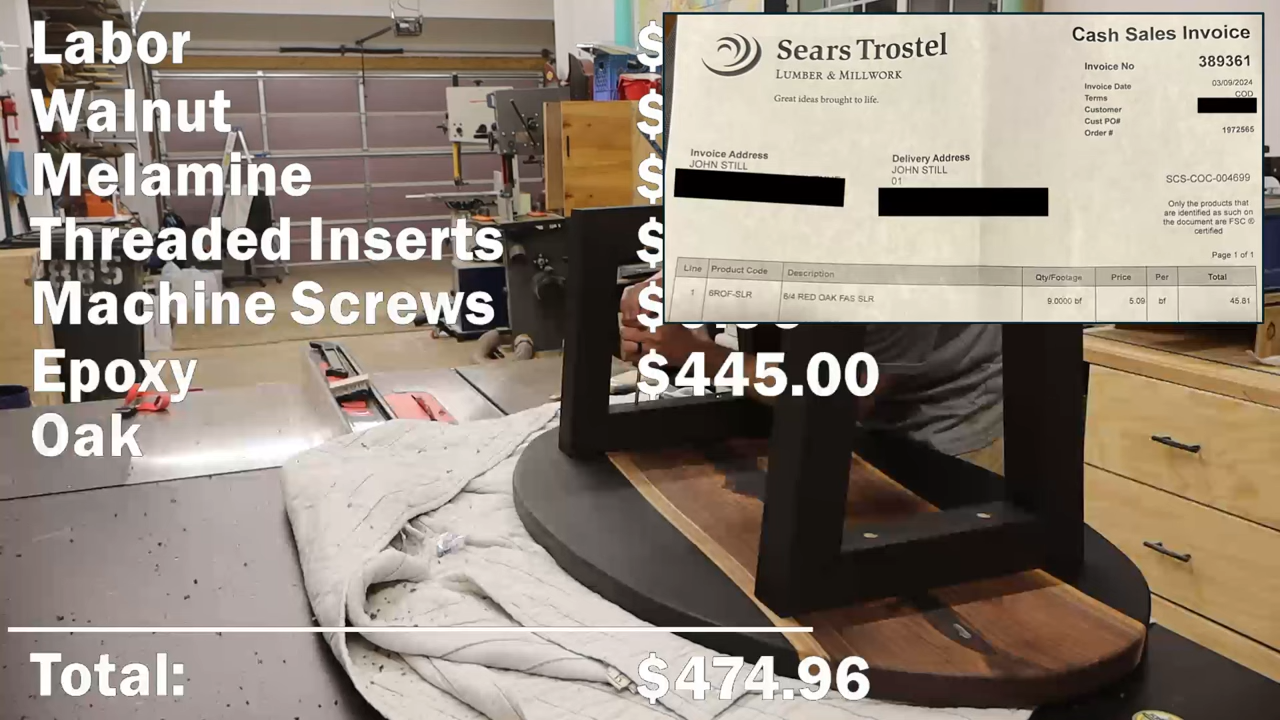 Labor $
Walnut $
Melamine $
Threaded Inserts $
Machine Screws $
Epoxy $445.00
Oak
Total: $474.96
Sears Trostel
LUMBER & MILLWORK
Great ideas brought to life.
Cash Sales Invoice
Invoice No 389361
Invoice Date 03/09/2024
Terms COD
Customer
Cust PO#
Order # 1972565
Invoice Address
JOHN STILL
Delivery Address
JOHN STILL
01
SCS-COC-004699
Only the products that
are identified as such on
the document are FSC ®
certified
Page 1 of 1
Line Product Code Description Qty/Footage Price Per Total
1 6ROF-SLR 6/4 RED OAK FAS SLR 9.0000 bf 5.09 bf 45.81